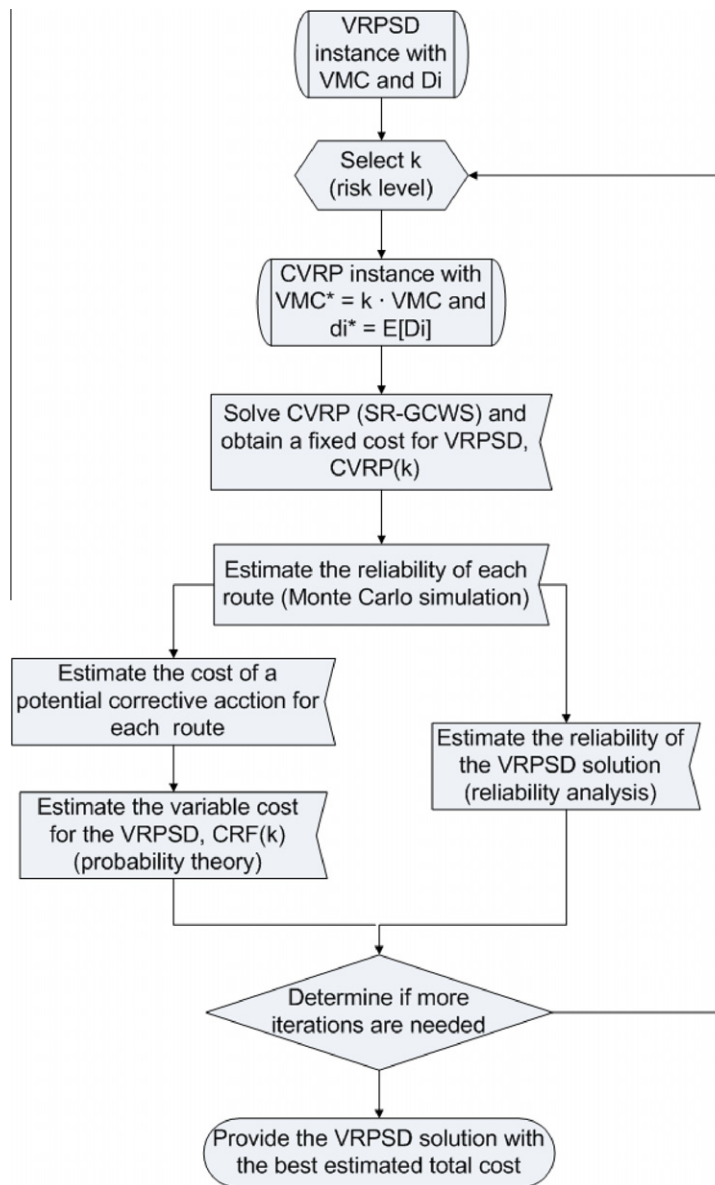 VRPSD
instance with
VMC and Di
Select k
(risk level)
CVRP instance with
VMC* = k · VMC and
di* = E[Di]
Solve CVRP (SR-GCWS) and
obtain a fixed cost for VRPSD,
CVRP(k)
Estimate the reliability of each
route (Monte Carlo simulation)
Estimate the cost of a
potential corrective acction for
each route
Estimate the variable cost
for the VRPSD, CRF(k)
(probability theory)
Estimate the reliability of
the VRPSD solution
(reliability analysis)
Determine if more
iterations are needed
Provide the VRPSD solution with
the best estimated total cost